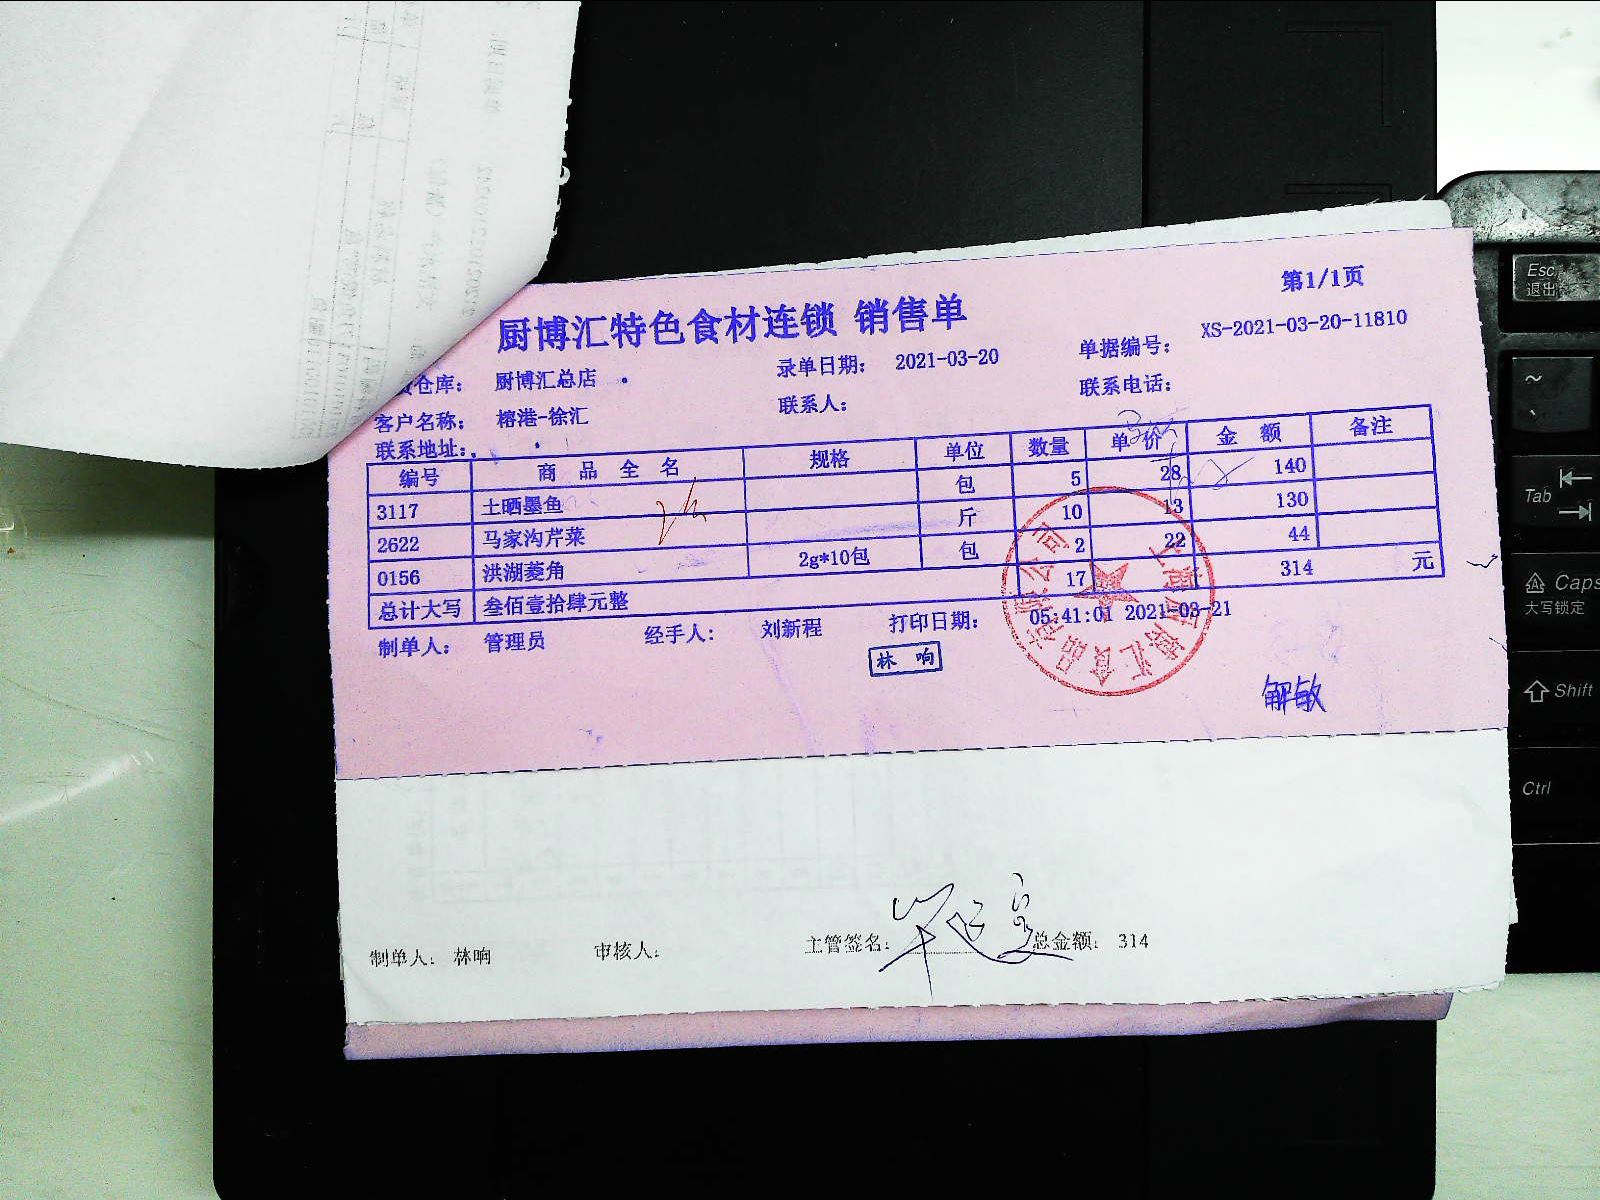 第1/1页
厨博汇特色食材连锁 销售单
仓库： 厨博汇总店 录单日期： 2021-03-20 单据编号： XS-2021-03-20-11810
客户名称： 榕港-徐汇 联系人： 联系电话：
联系地址：
编号 商品全名 规格 单位 数量 单价 金额 备注
3117 土晒墨鱼 包 5 28 140
2622 马家沟芹菜 斤 10 13 130
0156 洪湖菱角 2g*10包 包 2 22 44
总计大写 叁佰壹拾肆元整 17 314 元
制单人： 管理员 经手人： 刘新程 打印日期： 05:41:01 2021-03-21
林响
解敏
制单人： 林响 审核人： 主管签名： 总金额： 314
Esc
退出
~
Tab
Caps
大写锁定
Shift
Ctrl